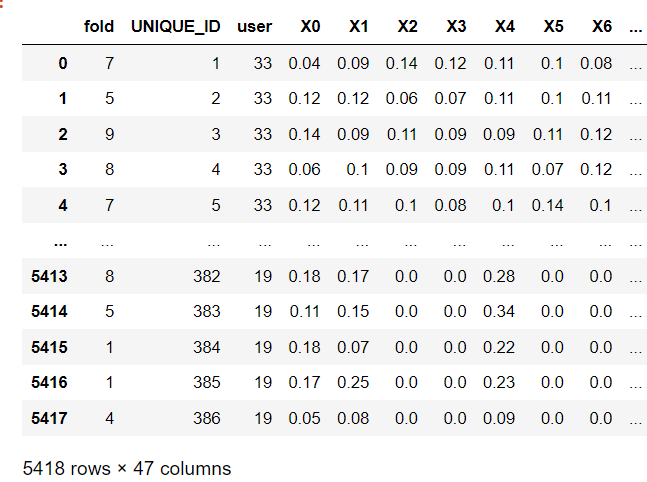 fold UNIQUE_ID user X0 X1 X2 X3 X4 X5 X6 ...
0 7 1 33 0.04 0.09 0.14 0.12 0.11 0.1 0.08 ...
1 5 2 33 0.12 0.12 0.06 0.07 0.11 0.1 0.11 ...
2 9 3 33 0.14 0.09 0.11 0.09 0.09 0.11 0.12 ...
3 8 4 33 0.06 0.1 0.09 0.09 0.11 0.07 0.12 ...
4 7 5 33 0.12 0.11 0.1 0.08 0.1 0.14 0.1 ...
... ... ... ... ... ... ... ... ... ... ... ...
5413 8 382 19 0.18 0.17 0.0 0.0 0.28 0.0 0.0 ...
5414 5 383 19 0.11 0.15 0.0 0.0 0.34 0.0 0.0 ...
5415 1 384 19 0.18 0.07 0.0 0.0 0.22 0.0 0.0 ...
5416 1 385 19 0.17 0.25 0.0 0.0 0.23 0.0 0.0 ...
5417 4 386 19 0.05 0.08 0.0 0.0 0.09 0.0 0.0 ...
5418 rows × 47 columns